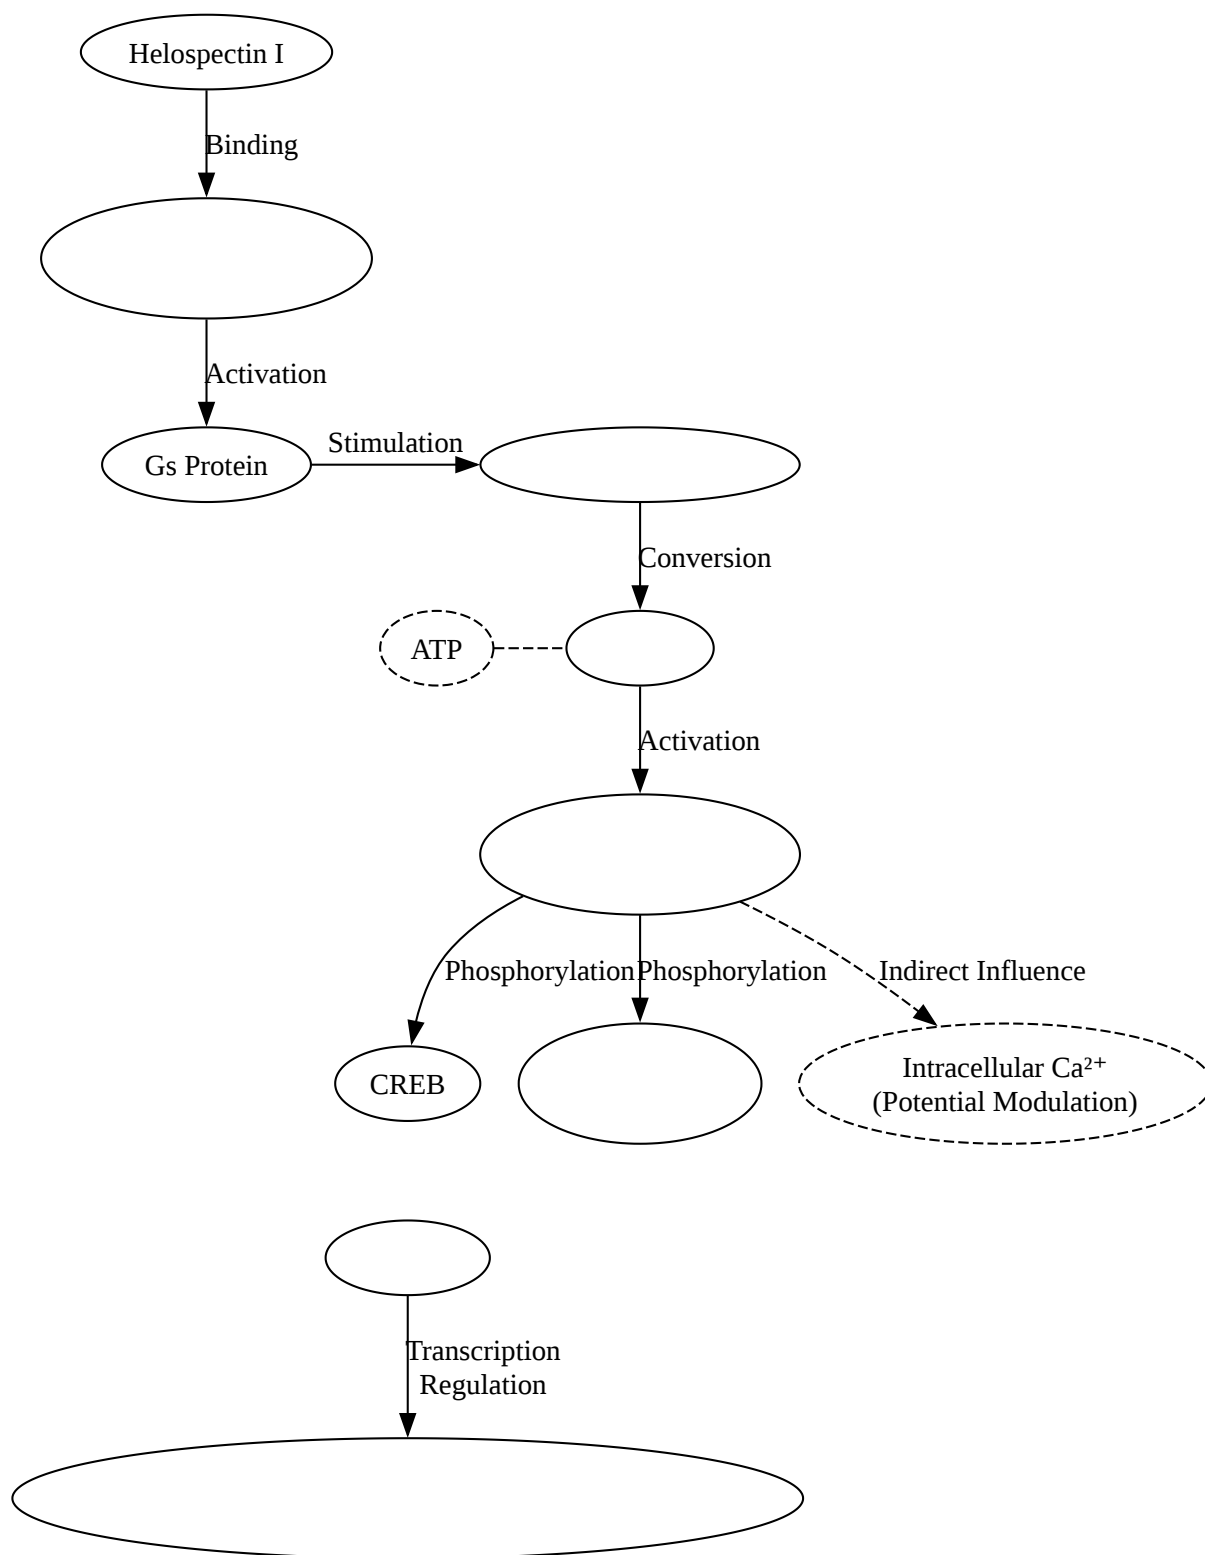 Helospectin I
Binding
Activation
Gs Protein
Stimulation
Conversion
ATP
Activation
Phosphorylation
Phosphorylation
Indirect Influence
CREB
Intracellular Ca²⁺
(Potential Modulation)
Transcription
Regulation